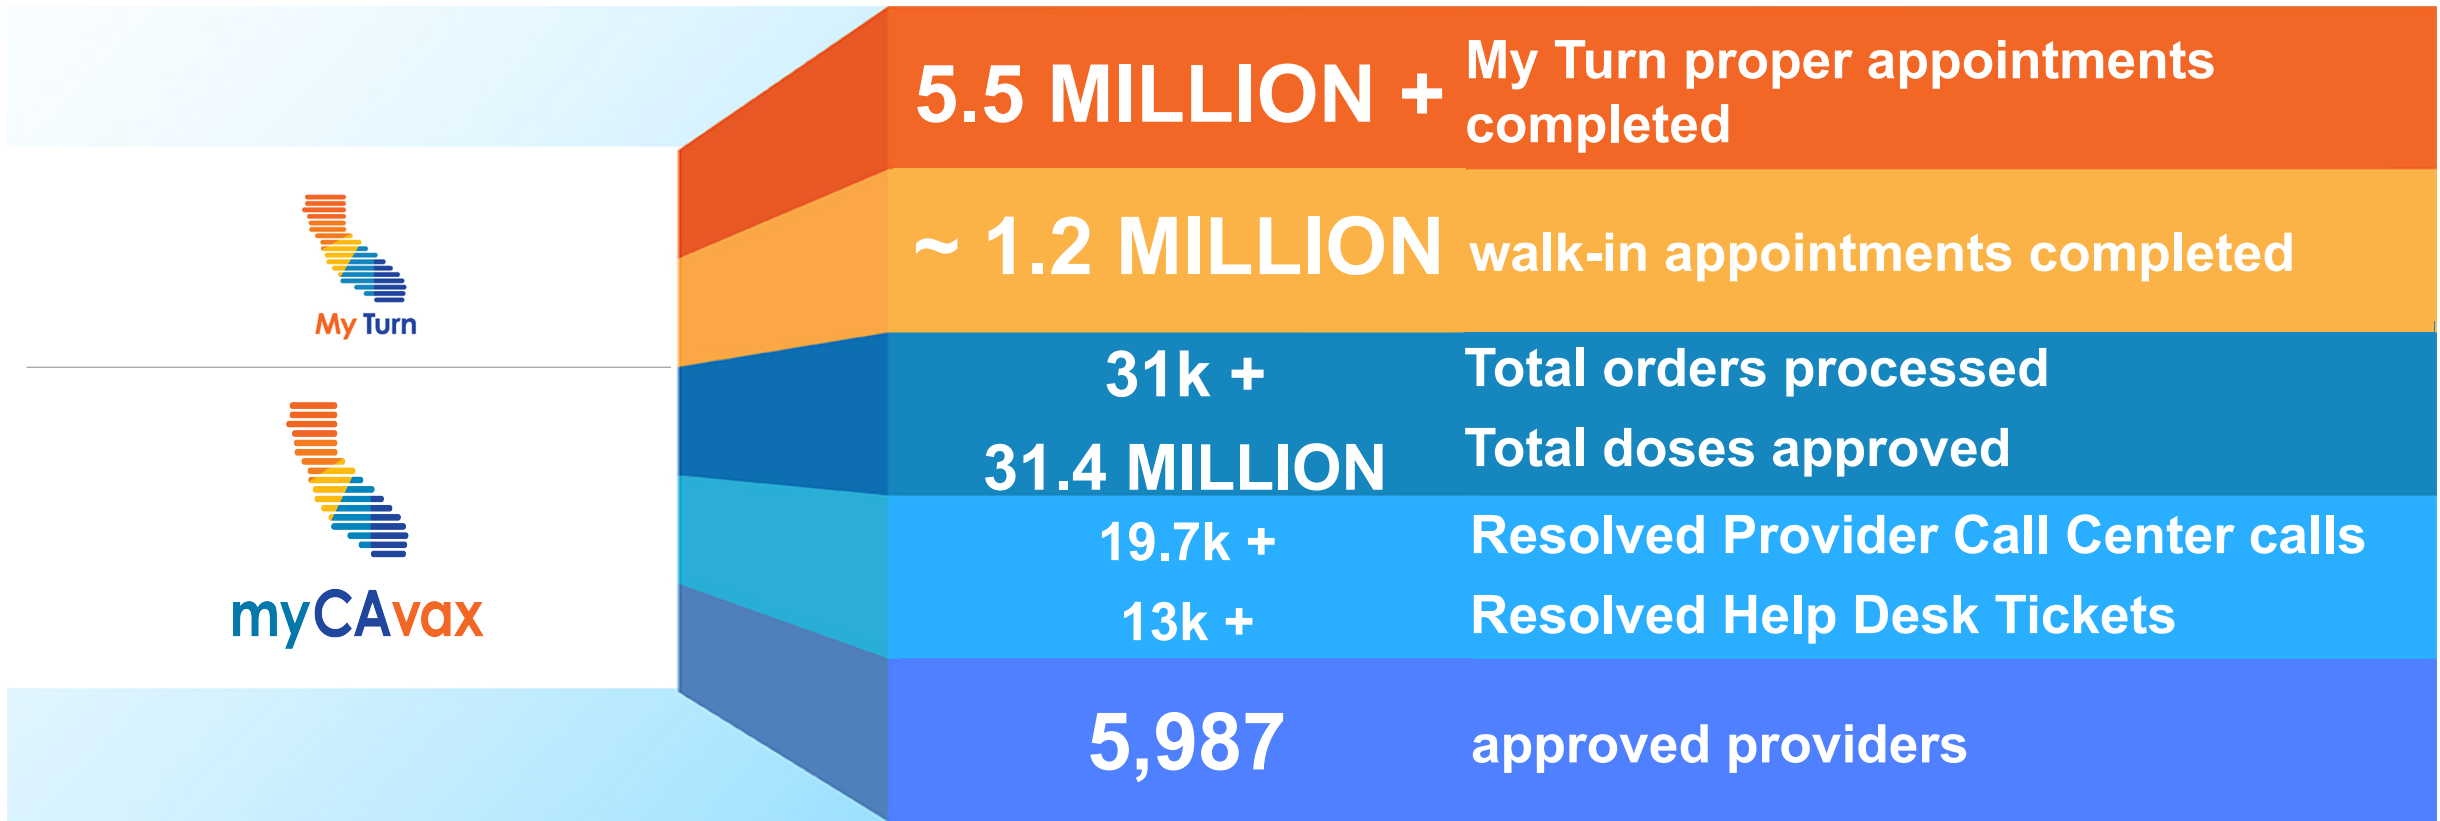 My Turn
myCAvax
5.5 MILLION +
My Turn proper appointments
completed
~ 1.2 MILLION
walk-in appointments completed
31k +
Total orders processed
31.4 MILLION
Total doses approved
19.7k +
Resolved Provider Call Center calls
13k +
Resolved Help Desk Tickets
5,987
approved providers